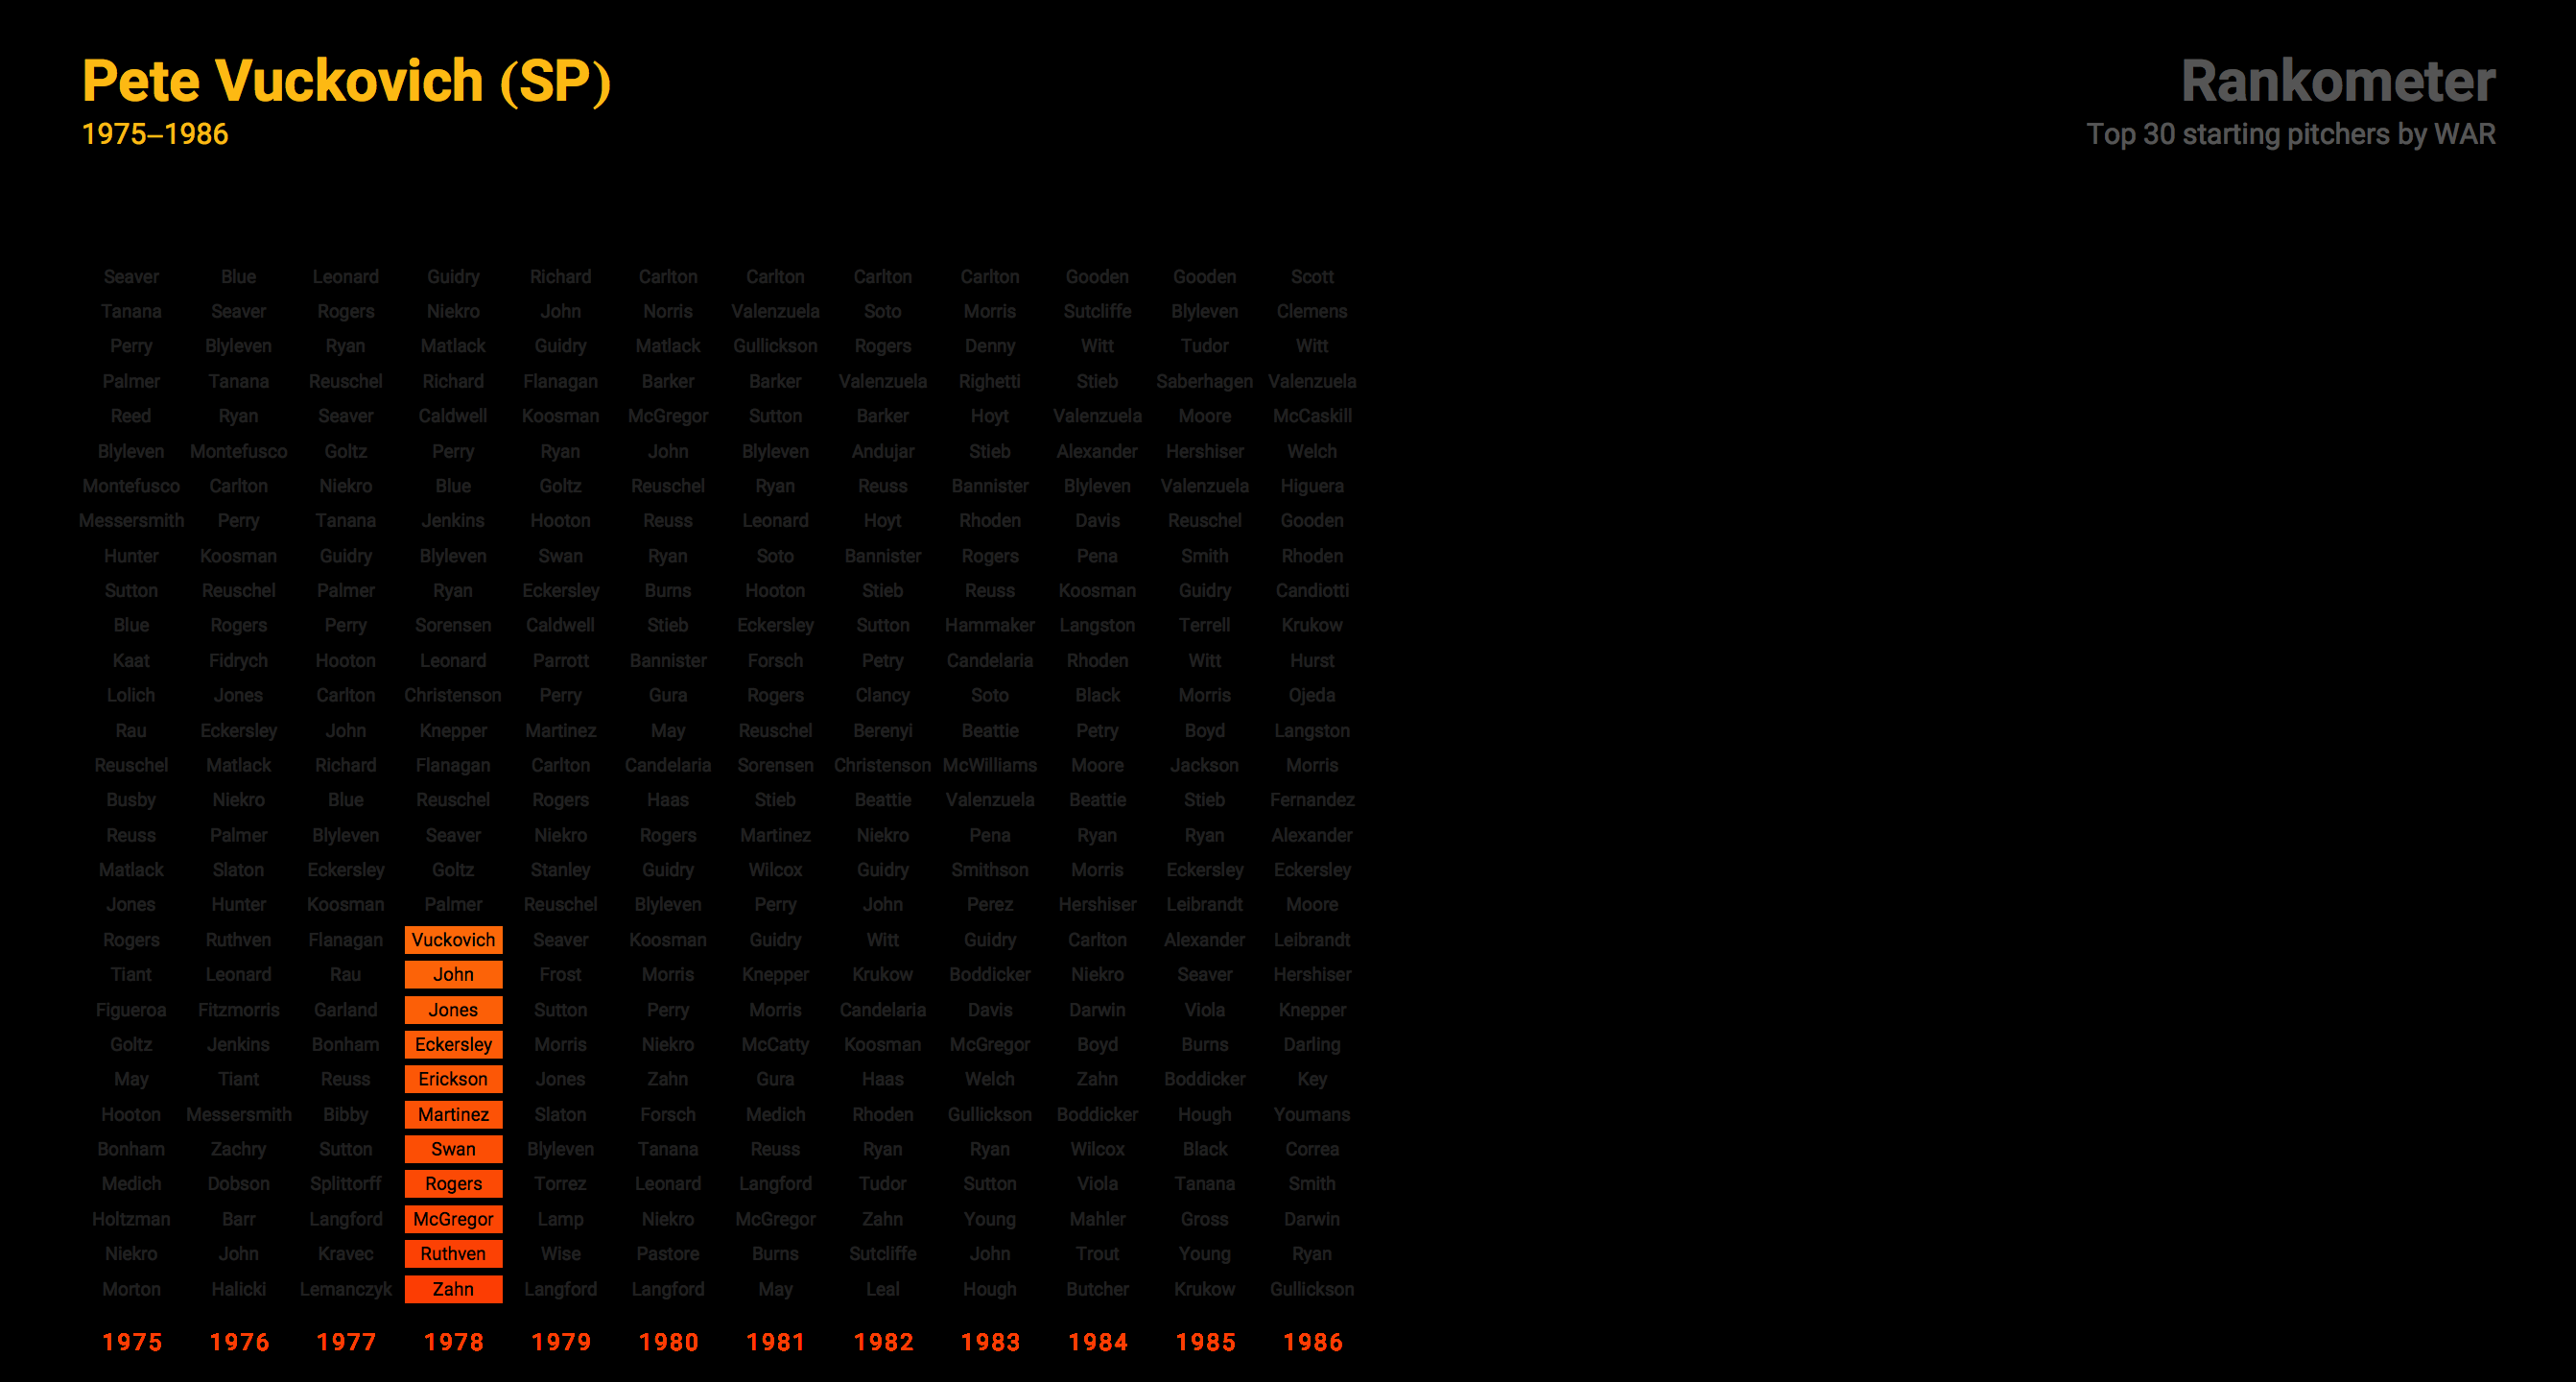 Pete Vuckovich (SP)
1975–1986
Rankometer
Top 30 starting pitchers by WAR
Seaver Blue Leonard Guidry Richard Carlton Carlton Carlton Carlton Gooden Gooden Scott
Tanana Seaver Rogers Niekro John Norris Valenzuela Soto Morris Sutcliffe Blyleven Clemens
Perry Blyleven Ryan Matlack Guidry Matlack Gullickson Rogers Denny Witt Tudor Witt
Palmer Tanana Reuschel Richard Flanagan Barker Barker Valenzuela Righetti Stieb Saberhagen Valenzuela
Reed Ryan Seaver Caldwell Koosman McGregor Sutton Barker Hoyt Valenzuela Moore McCaskill
Blyleven Montefusco Goltz Perry Ryan John Blyleven Andujar Stieb Alexander Hershiser Welch
Montefusco Carlton Niekro Blue Goltz Reuschel Ryan Reuss Bannister Blyleven Valenzuela Higuera
Messersmith Perry Tanana Jenkins Hooton Reuss Leonard Hoyt Rhoden Davis Reuschel Gooden
Hunter Koosman Guidry Blyleven Swan Ryan Soto Bannister Rogers Pena Smith Rhoden
Sutton Reuschel Palmer Ryan Eckersley Burns Hooton Stieb Reuss Koosman Guidry Candiotti
Blue Rogers Perry Sorensen Caldwell Stieb Eckersley Sutton Hammaker Langston Terrell Krukow
Kaat Fidrych Hooton Leonard Parrott Bannister Forsch Petry Candelaria Rhoden Witt Hurst
Lolich Jones Carlton Christenson Perry Gura Rogers Clancy Soto Black Morris Ojeda
Rau Eckersley John Knepper Martinez May Reuschel Berenyi Beattie Petry Boyd Langston
Reuschel Matlack Richard Flanagan Carlton Candelaria Sorensen Christenson McWilliams Moore Jackson Morris
Busby Niekro Blue Reuschel Rogers Haas Stieb Beattie Valenzuela Beattie Stieb Fernandez
Reuss Palmer Blyleven Seaver Niekro Rogers Martinez Niekro Pena Ryan Ryan Alexander
Matlack Slaton Eckersley Goltz Stanley Guidry Wilcox Guidry Smithson Morris Eckersley Eckersley
Jones Hunter Koosman Palmer Reuschel Blyleven Perry John Perez Hershiser Leibrandt Moore
Rogers Ruthven Flanagan Vuckovich Seaver Koosman Guidry Witt Guidry Carlton Alexander Leibrandt
Tiant Leonard Rau John Frost Morris Knepper Krukow Boddicker Niekro Seaver Hershiser
Figueroa Fitzmorris Garland Jones Sutton Perry Morris Candelaria Davis Darwin Viola Knepper
Goltz Jenkins Bonham Eckersley Morris Niekro McCatty Koosman McGregor Boyd Burns Darling
May Tiant Reuss Erickson Jones Zahn Gura Haas Welch Zahn Boddicker Key
Hooton Messersmith Bibby Martinez Slaton Forsch Medich Rhoden Gullickson Boddicker Hough Youmans
Bonham Zachry Sutton Swan Blyleven Tanana Reuss Ryan Ryan Wilcox Black Correa
Medich Dobson Splittorff Rogers Torrez Leonard Langford Tudor Sutton Viola Tanana Smith
Holtzman Barr Langford McGregor Lamp Niekro McGregor Zahn Young Mahler Gross Darwin
Niekro John Kravec Ruthven Wise Pastore Burns Sutcliffe John Trout Young Ryan
Morton Halicki Lemanczyk Zahn Langford Langford May Leal Hough Butcher Krukow Gullickson
1975 1976 1977 1978 1979 1980 1981 1982 1983 1984 1985 1986